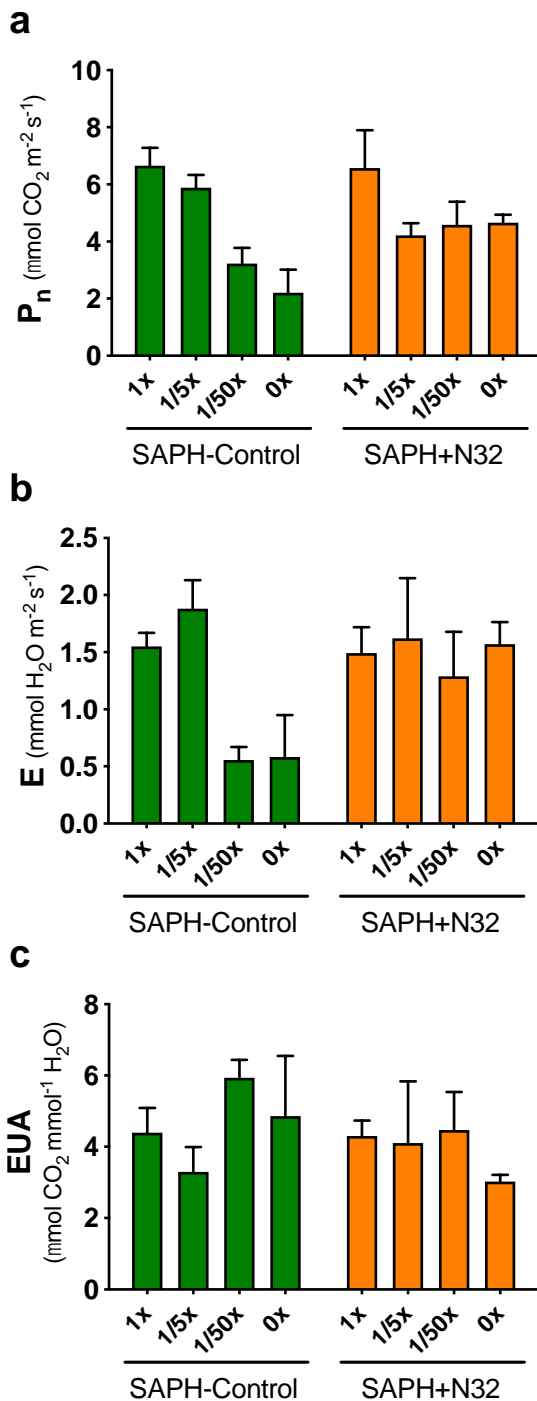 a
P_n (mmol CO₂ m⁻² s⁻¹)
10
8
6
4
2
0
1x 1/5x 1/50x 0x 1x 1/5x 1/50x 0x
SAPH-Control SAPH+N32
b
E (mmol H₂O m⁻² s⁻¹)
2.5
2.0
1.5
1.0
0.5
0.0
1x 1/5x 1/50x 0x 1x 1/5x 1/50x 0x
SAPH-Control SAPH+N32
c
EUA
(mmol CO₂ mmol⁻¹ H₂O)
8
6
4
2
0
1x 1/5x 1/50x 0x 1x 1/5x 1/50x 0x
SAPH-Control SAPH+N32